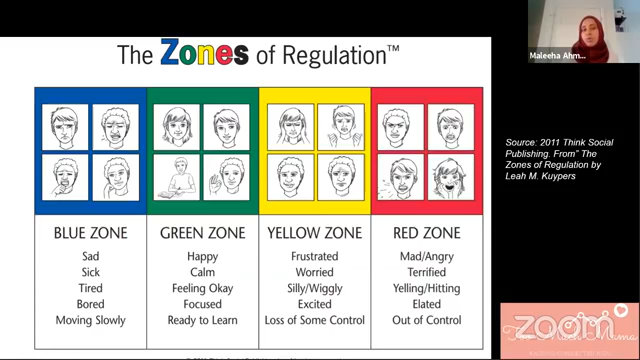 The Zones of Regulation™
BLUE ZONE
Sad
Sick
Tired
Bored
Moving Slowly
GREEN ZONE
Happy
Calm
Feeling Okay
Focused
Ready to Learn
YELLOW ZONE
Frustrated
Worried
Silly/Wiggly
Excited
Loss of Some Control
RED ZONE
Mad/Angry
Terrified
Yelling/Hitting
Elated
Out of Control
Maleeha Ahm...
Source: 2011 Think Social
Publishing. From" The
Zones of Regulation by
Leah M. Kuypers
zoom